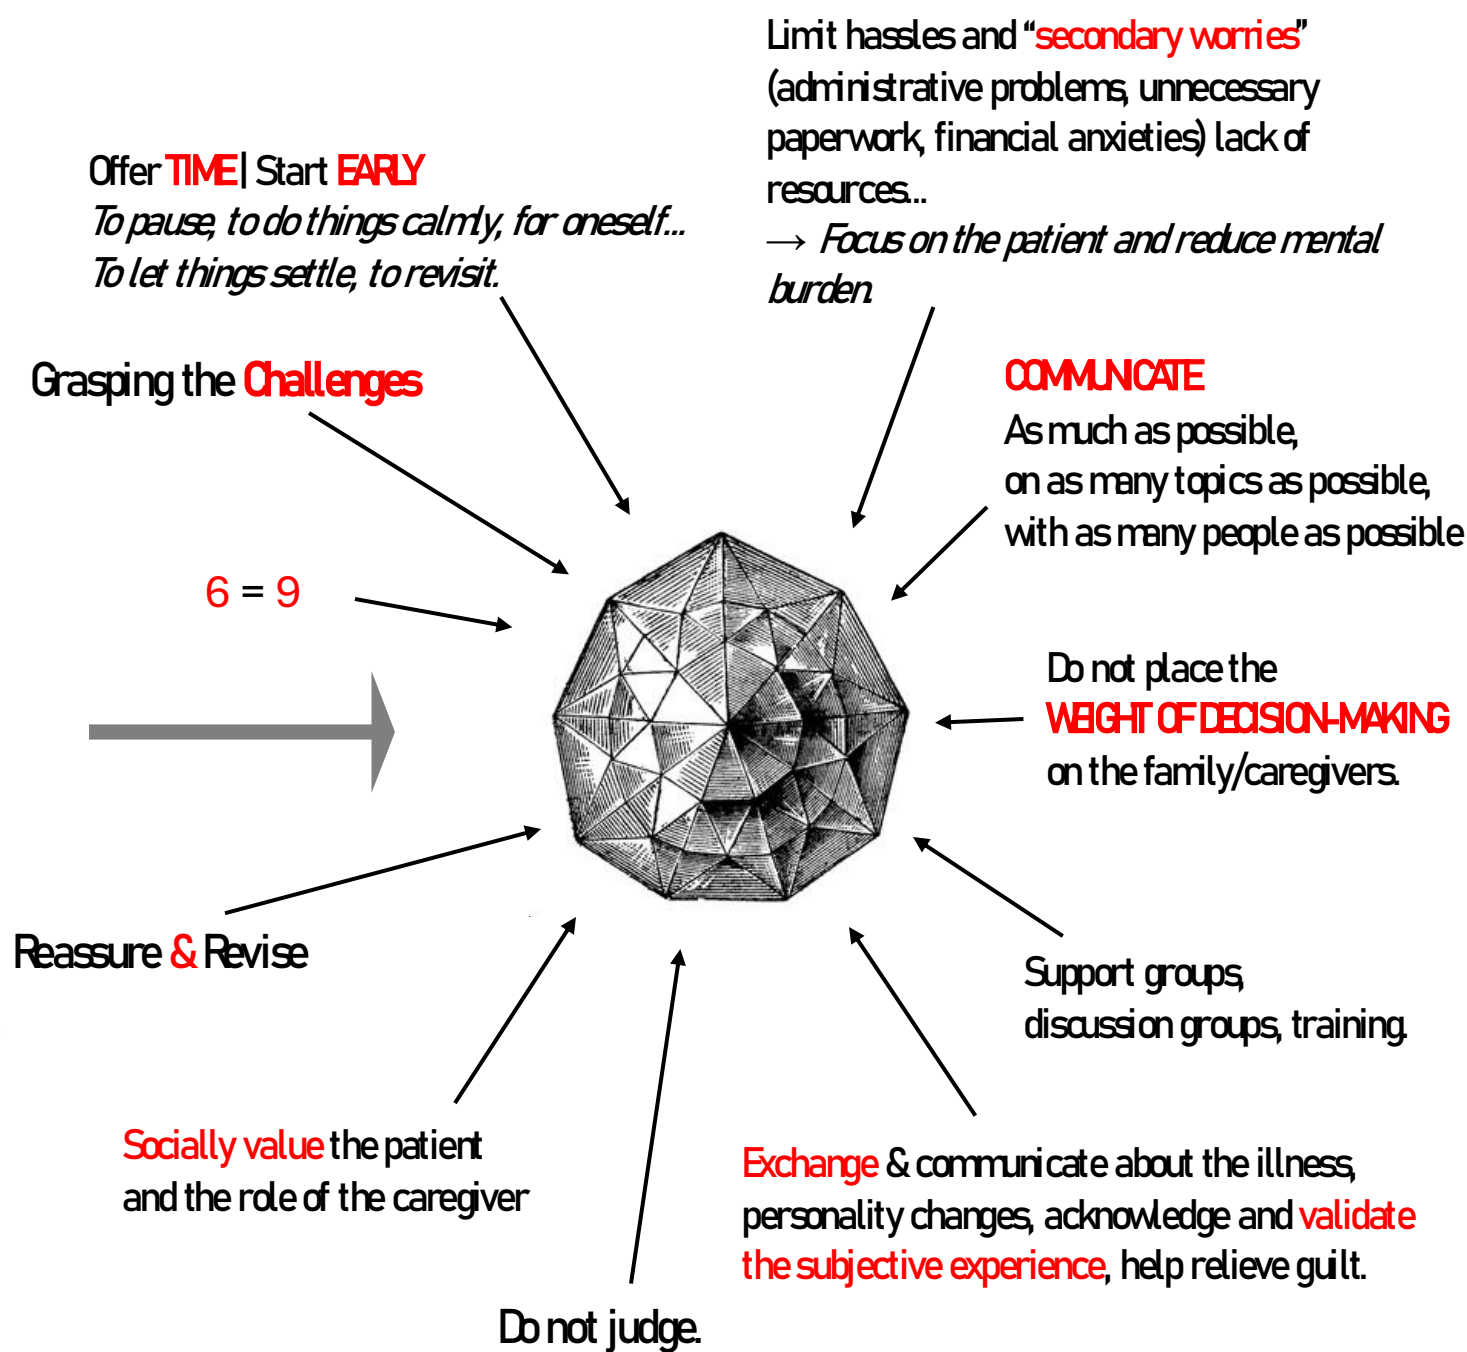 Limit hassles and “secondary worries”
(administrative problems, unnecessary
paperwork, financial anxieties) lack of
resources...
→ Focus on the patient and reduce mental
burden.
Offer TIME | Start EARLY
To pause, to do things calmly, for oneself...
To let things settle, to revisit.
Grasping the Challenges
COMMUNICATE
As much as possible,
on as many topics as possible,
with as many people as possible
6 = 9
Do not place the
WEIGHT OF DECISION-MAKING
on the family/caregivers.
Reassure & Revise
Support groups,
discussion groups, training.
Socially value the patient
and the role of the caregiver
Exchange & communicate about the illness,
personality changes, acknowledge and validate
the subjective experience, help relieve guilt.
Do not judge.